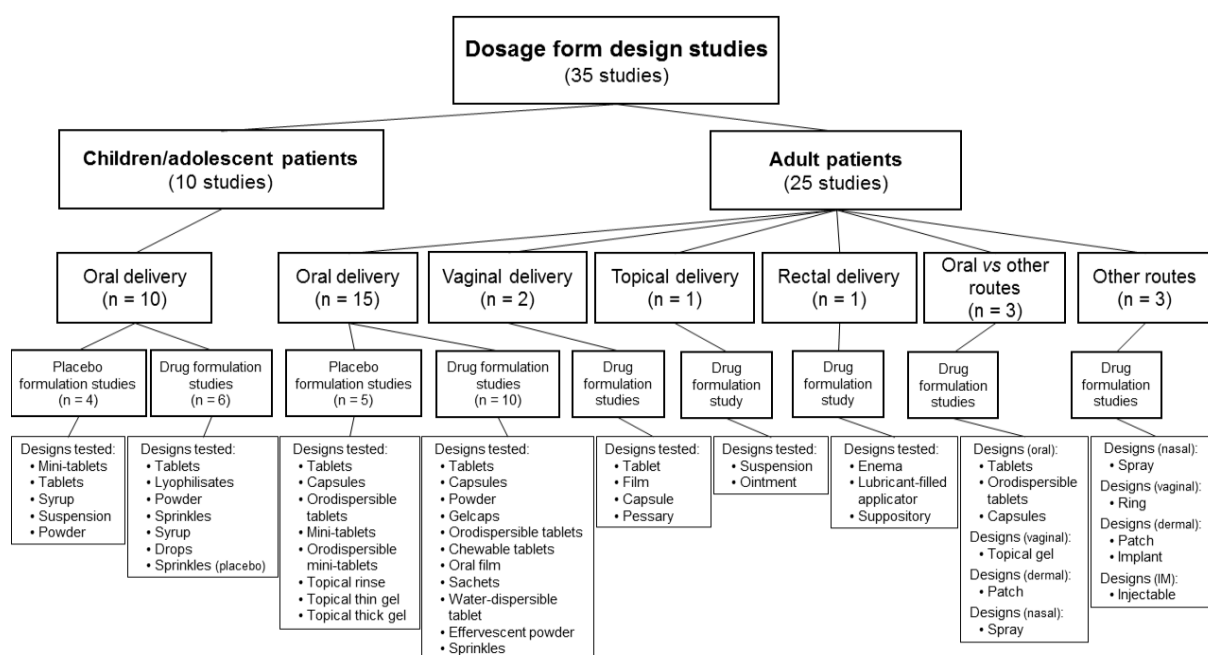 Dosage form design studies
(35 studies)
Children/adolescent patients
(10 studies)
Adult patients
(25 studies)
Oral delivery
(n = 10)
Oral delivery
(n = 15)
Vaginal delivery
(n = 2)
Topical delivery
(n = 1)
Rectal delivery
(n = 1)
Oral vs other
routes
(n = 3)
Other routes
(n = 3)
Placebo
formulation studies
(n = 4)
Drug formulation
studies
(n = 6)
Placebo
formulation studies
(n = 5)
Drug formulation
studies
(n = 10)
Drug
formulation
studies
Drug
formulation
study
Drug
formulation
study
Drug
formulation
studies
Drug
formulation
studies
Designs tested:
• Mini-tablets
• Tablets
• Syrup
• Suspension
• Powder
Designs tested:
• Tablets
• Lyophilisates
• Powder
• Sprinkles
• Syrup
• Drops
• Sprinkles (placebo)
Designs tested:
• Tablets
• Capsules
• Orodispersible
tablets
• Mini-tablets
• Orodispersible
mini-tablets
• Topical rinse
• Topical thin gel
• Topical thick gel
Designs tested:
• Tablets
• Capsules
• Powder
• Gelcaps
• Orodispersible tablets
• Chewable tablets
• Oral film
• Sachets
• Water-dispersible
tablet
• Effervescent powder
• Sprinkles
Designs tested:
• Tablet
• Film
• Capsule
• Pessary
Designs tested:
• Suspension
• Ointment
Designs tested:
• Enema
• Lubricant-filled
applicator
• Suppository
Designs (oral):
• Tablets
• Orodispersible
tablets
• Capsules
Designs (vaginal):
• Topical gel
Designs (dermal):
• Patch
Designs (nasal):
• Spray
Designs (nasal):
• Spray
Designs (vaginal):
• Ring
Designs (dermal):
• Patch
• Implant
Designs (IM):
• Injectable